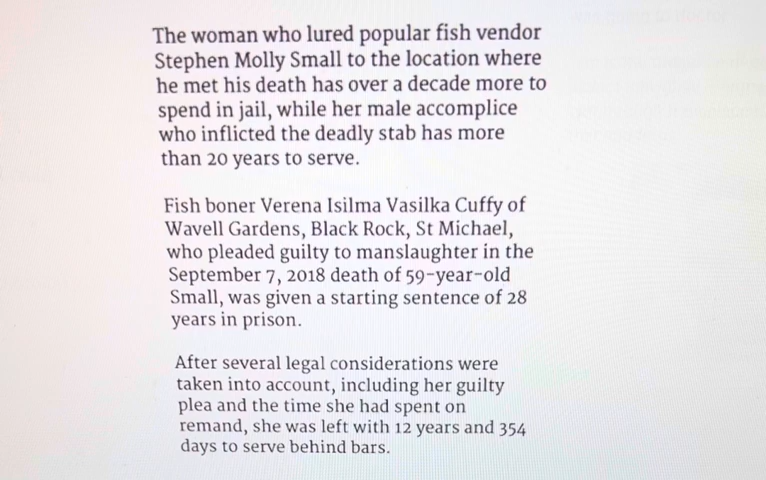 The woman who lured popular fish vendor
Stephen Molly Small to the location where
he met his death has over a decade more to
spend in jail, while her male accomplice
who inflicted the deadly stab has more
than 20 years to serve.
Fish boner Verena Isilma Vasilka Cuffy of
Wavell Gardens, Black Rock, St Michael,
who pleaded guilty to manslaughter in the
September 7, 2018 death of 59-year-old
Small, was given a starting sentence of 28
years in prison.
After several legal considerations were
taken into account, including her guilty
plea and the time she had spent on
remand, she was left with 12 years and 354
days to serve behind bars.